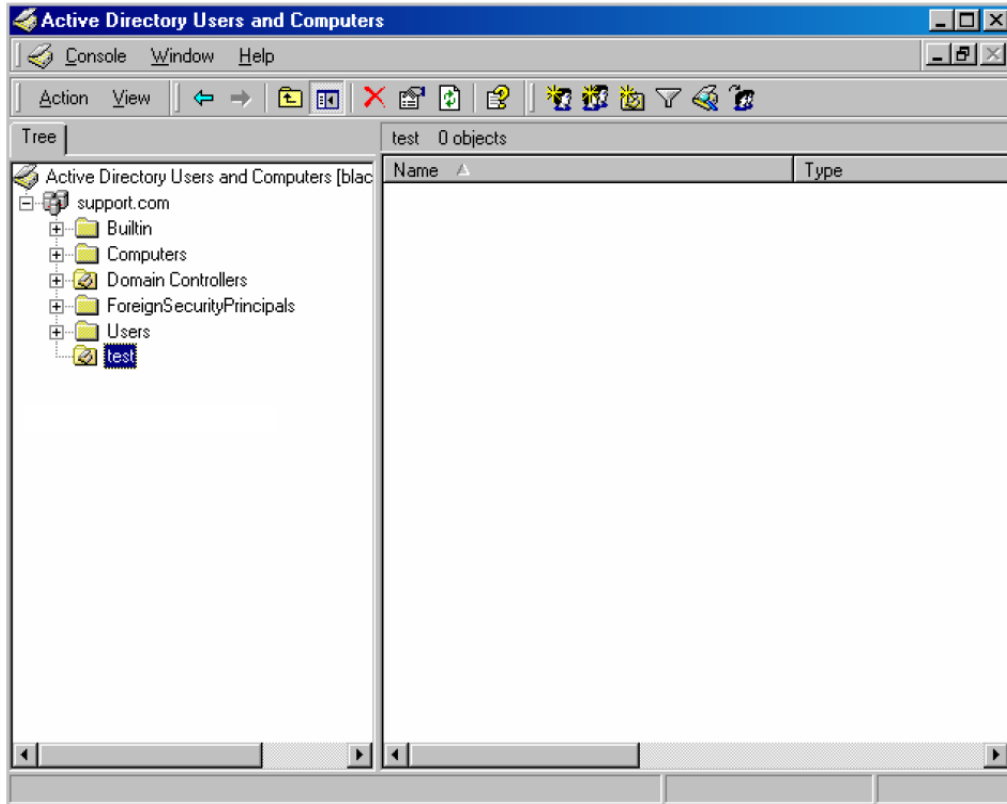 Active Directory Users and Computers
Console Window Help
Action View
Tree
test 0 objects
Name Type
Active Directory Users and Computers [blac
support.com
Builtin
Computers
Domain Controllers
ForeignSecurityPrincipals
Users
test